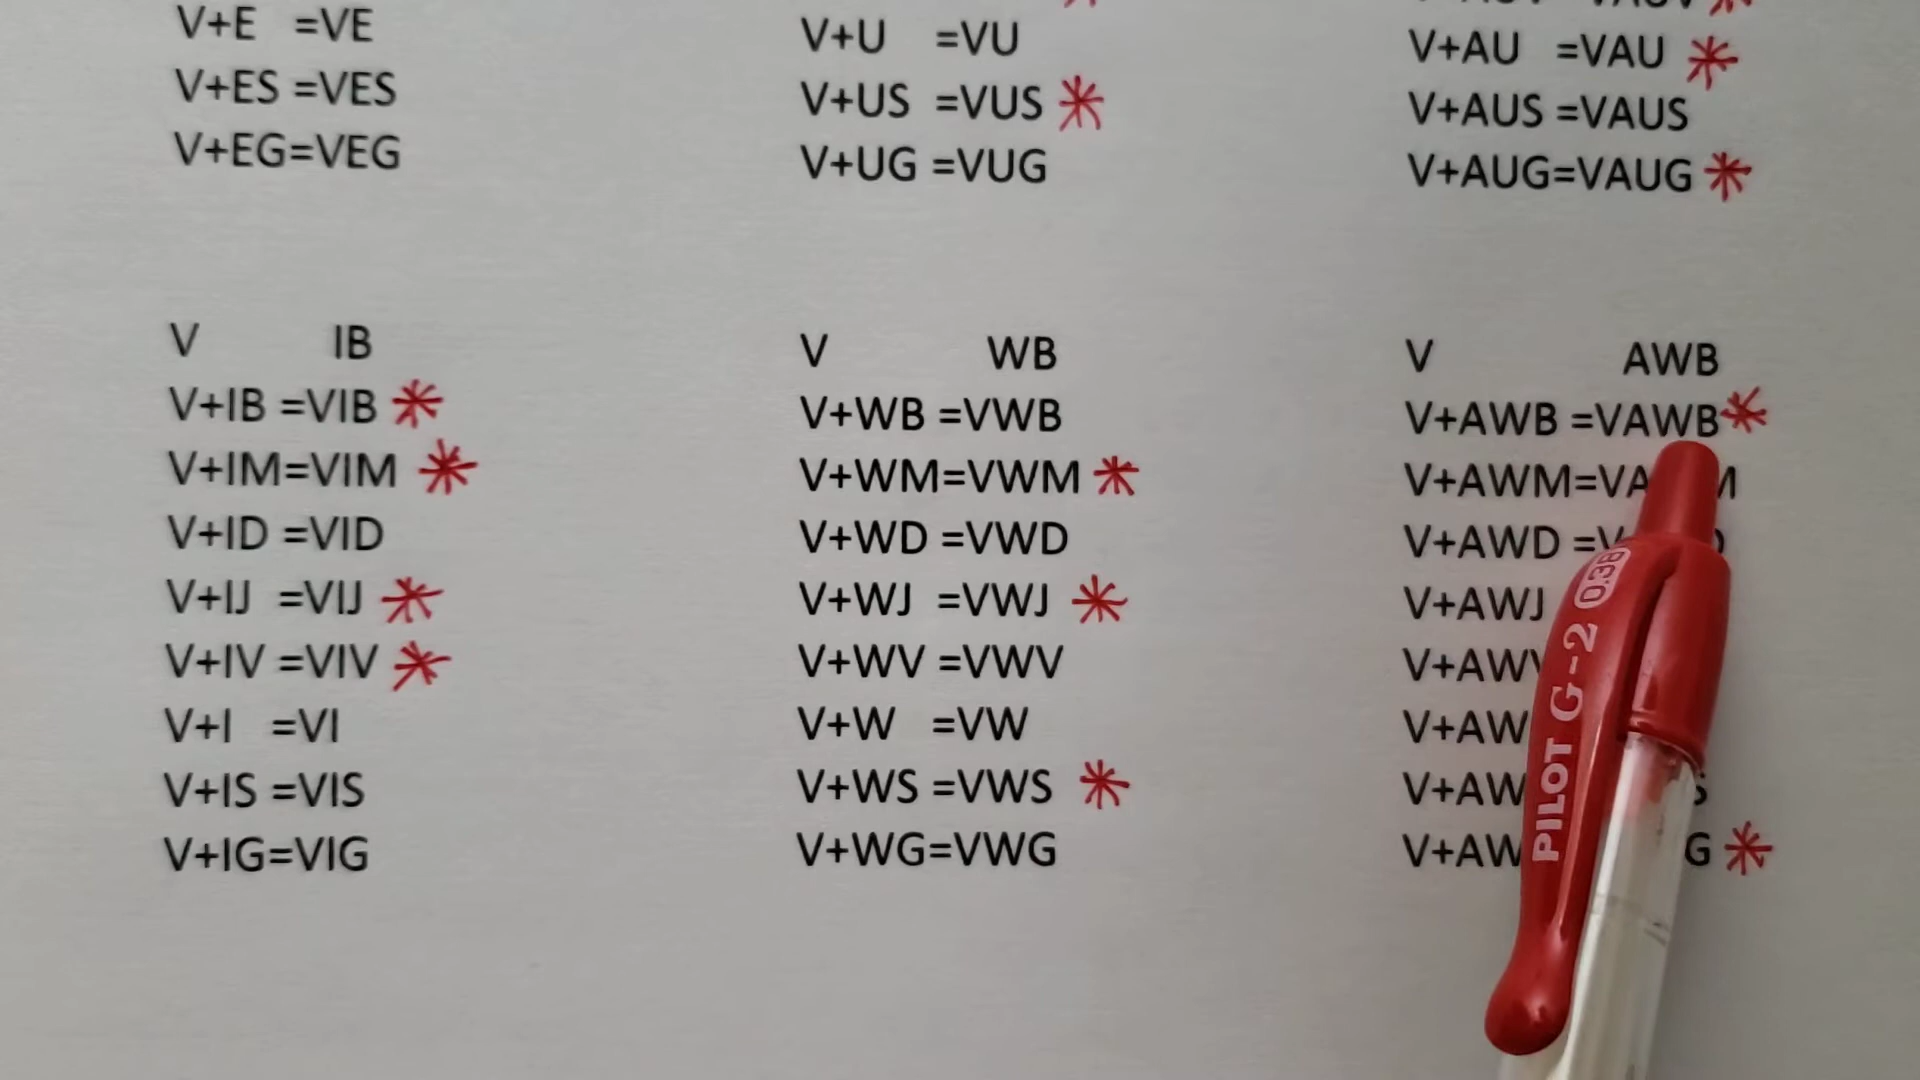 V+E =VE
V+ES =VES
V+EG=VEG
V+U =VU
V+US =VUS
V+UG =VUG
V+AU =VAU
V+AUS =VAUS
V+AUG=VAUG
V IB
V+IB =VIB
V+IM=VIM
V+ID =VID
V+IJ =VIJ
V+IV =VIV
V+I =VI
V+IS =VIS
V+IG=VIG
V WB
V+WB =VWB
V+WM=VWM
V+WD =VWD
V+WJ =VWJ
V+WV =VWV
V+W =VW
V+WS =VWS
V+WG=VWG
V AWB
V+AWB =VAWB
V+AWM=
V+AWD
V+AWJ
PILOT G-2 0.38